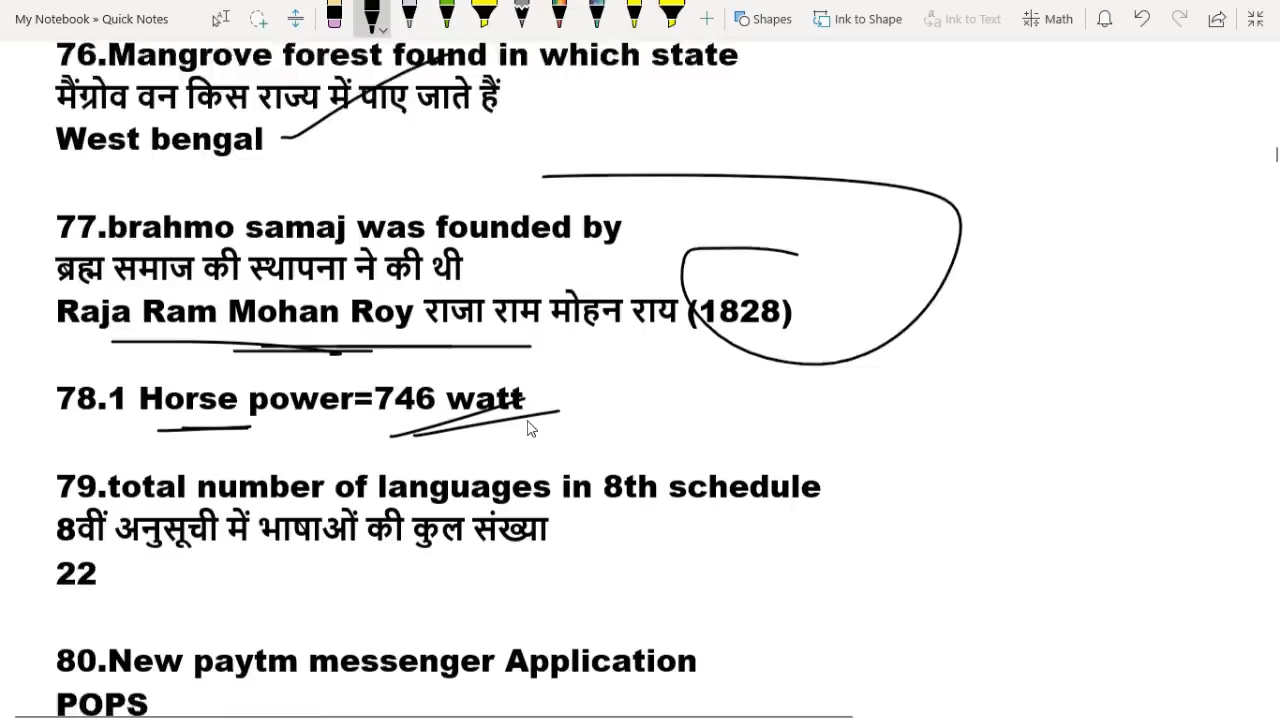 My Notebook » Quick Notes
Shapes
Ink to Shape
Ink to Text
Math
76.Mangrove forest found in which state
मैंग्रोव वन किस राज्य में पाए जाते हैं
West bengal
77.brahmo samaj was founded by
ब्रह्म समाज की स्थापना ने की थी
Raja Ram Mohan Roy राजा राम मोहन राय (1828)
78.1 Horse power=746 watt
79.total number of languages in 8th schedule
8वीं अनुसूची में भाषाओं की कुल संख्या
22
80.New paytm messenger Application
POPS